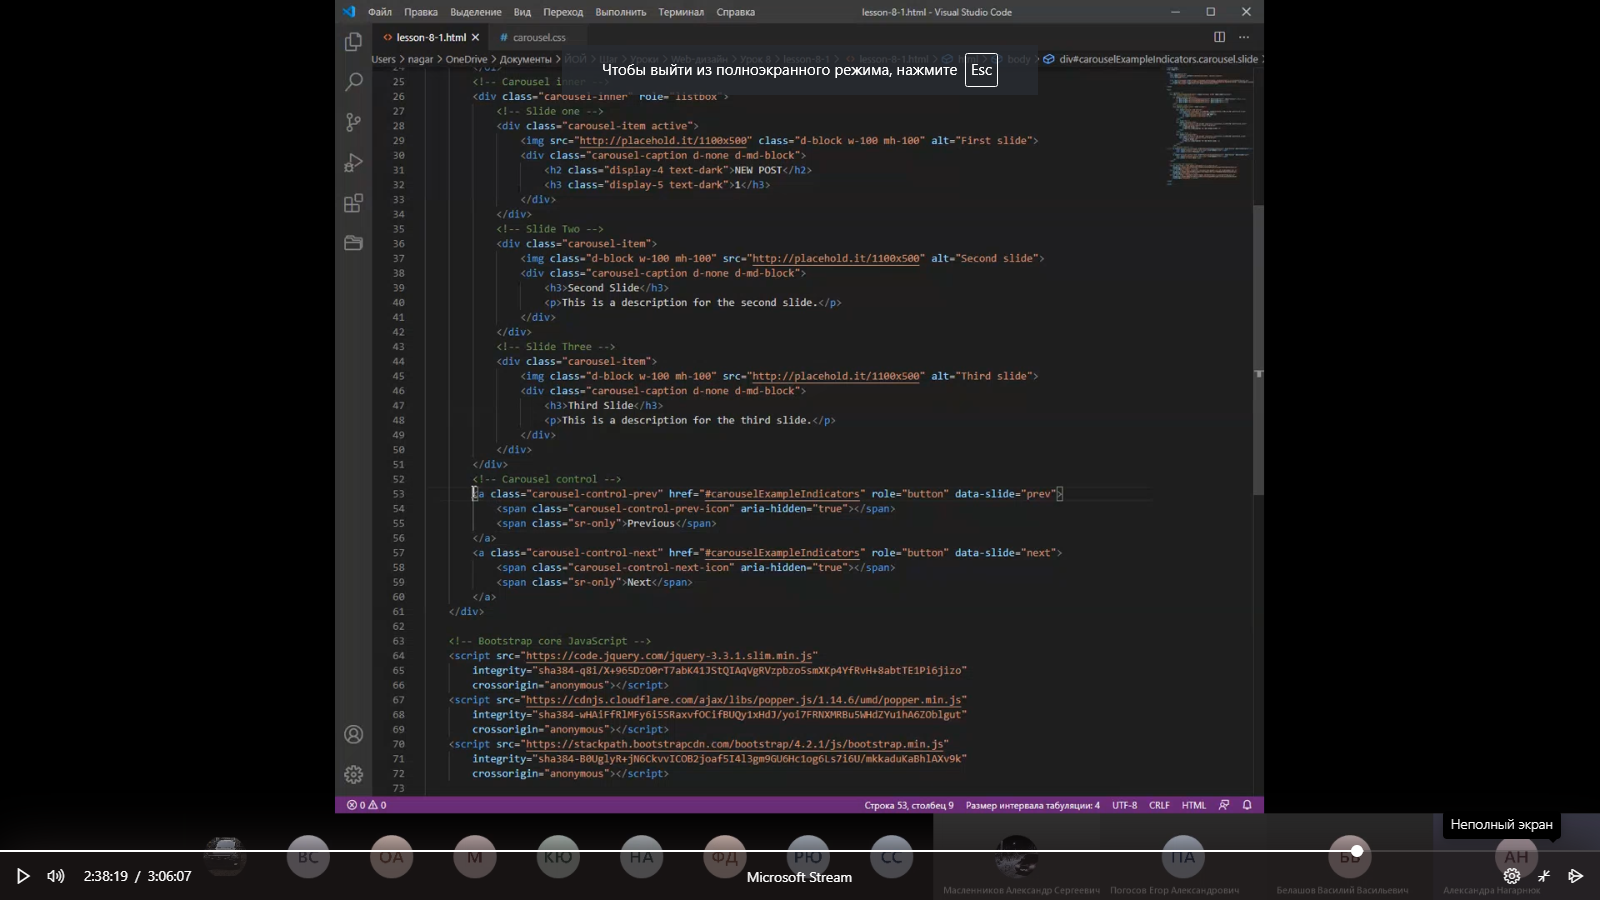 Файл Правка Выделение Вид Переход Выполнить Терминал Справка lesson-8-1.html - Visual Studio Code
lesson-8-1.html carousel.css
Users > nagar > OneDrive > Документы > div#carouselExampleIndicators.carousel.slide
Чтобы выйти из полноэкранного режима, нажмите Esc
25 <!-- Carousel inner -->
26 <div class="carousel-inner" role="listbox">
27 <!-- Slide one -->
28 <div class="carousel-item active">
29 <img src="http://placehold.it/1100x500" class="d-block w-100 mh-100" alt="First slide">
30 <div class="carousel-caption d-none d-md-block">
31 <h2 class="display-4 text-dark">NEW POST</h2>
32 <h3 class="display-5 text-dark">1</h3>
33 </div>
34 </div>
35 <!-- Slide Two -->
36 <div class="carousel-item">
37 <img class="d-block w-100 mh-100" src="http://placehold.it/1100x500" alt="Second slide">
38 <div class="carousel-caption d-none d-md-block">
39 <h3>Second Slide</h3>
40 <p>This is a description for the second slide.</p>
41 </div>
42 </div>
43 <!-- Slide Three -->
44 <div class="carousel-item">
45 <img class="d-block w-100 mh-100" src="http://placehold.it/1100x500" alt="Third slide">
46 <div class="carousel-caption d-none d-md-block">
47 <h3>Third Slide</h3>
48 <p>This is a description for the third slide.</p>
49 </div>
50 </div>
51 </div>
52 <!-- Carousel control -->
53 <a class="carousel-control-prev" href="#carouselExampleIndicators" role="button" data-slide="prev">
54 <span class="carousel-control-prev-icon" aria-hidden="true"></span>
55 <span class="sr-only">Previous</span>
56 </a>
57 <a class="carousel-control-next" href="#carouselExampleIndicators" role="button" data-slide="next">
58 <span class="carousel-control-next-icon" aria-hidden="true"></span>
59 <span class="sr-only">Next</span>
60 </a>
61 </div>
62
63 <!-- Bootstrap core JavaScript -->
64 <script src="https://code.jquery.com/jquery-3.3.1.slim.min.js"
65 integrity="sha384-q8i/X+965DzO0rT7abK41JStQIAqVgRVzpbzo5smXKp4YfRvH+8abtTE1Pi6jizo"
66 crossorigin="anonymous"></script>
67 <script src="https://cdnjs.cloudflare.com/ajax/libs/popper.js/1.14.6/umd/popper.min.js"
68 integrity="sha384-wHAiFfRlMFy6i5SRaxvfOCifBUQy1xHdJ/yoi7FRNXMRBu5WHdZYu1hA6ZOblgut"
69 crossorigin="anonymous"></script>
70 <script src="https://stackpath.bootstrapcdn.com/bootstrap/4.2.1/js/bootstrap.min.js"
71 integrity="sha384-B0UglyR+jN6CkvvICOB2joaf5I4l3gm9GU6Hc1og6Ls7i6U/mkkaduKaBhlAXv9k"
72 crossorigin="anonymous"></script>
73
0 0 Строка 53, столбец 9 Размер интервала табуляции: 4 UTF-8 CRLF HTML
Неполный экран
ВС ОА М КЮ НА ФД РЮ СС ПА БВ АН
2:38:19 / 3:06:07 Microsoft Stream
Масленников Александр Сергеевич Погосов Егор Александрович Белашов Василий Васильевич Александра Нагарнюк